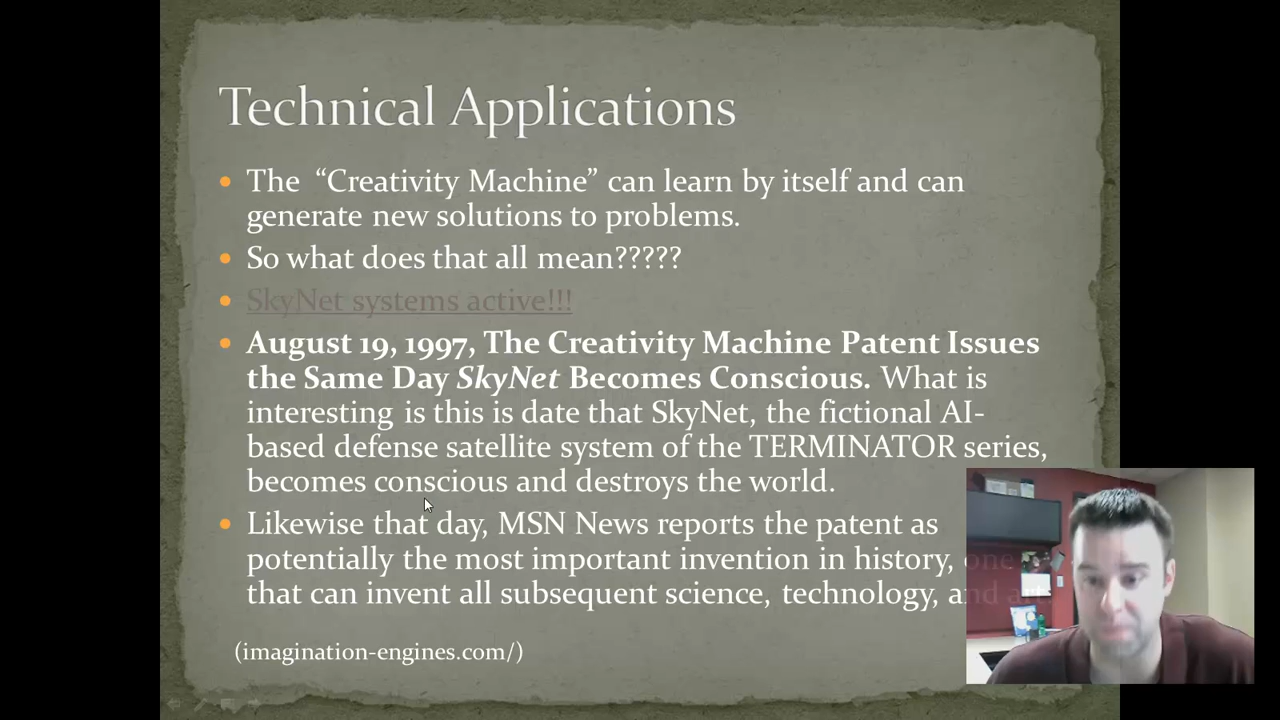 Technical Applications
The “Creativity Machine” can learn by itself and can
generate new solutions to problems.
So what does that all mean?????
SkyNet systems active!!!
August 19, 1997, The Creativity Machine Patent Issues
the Same Day SkyNet Becomes Conscious. What is
interesting is this is date that SkyNet, the fictional AI-
based defense satellite system of the TERMINATOR series,
becomes conscious and destroys the world.
Likewise that day, MSN News reports the patent as
potentially the most important invention in history, one
that can invent all subsequent science, technology, and
(imagination-engines.com/)